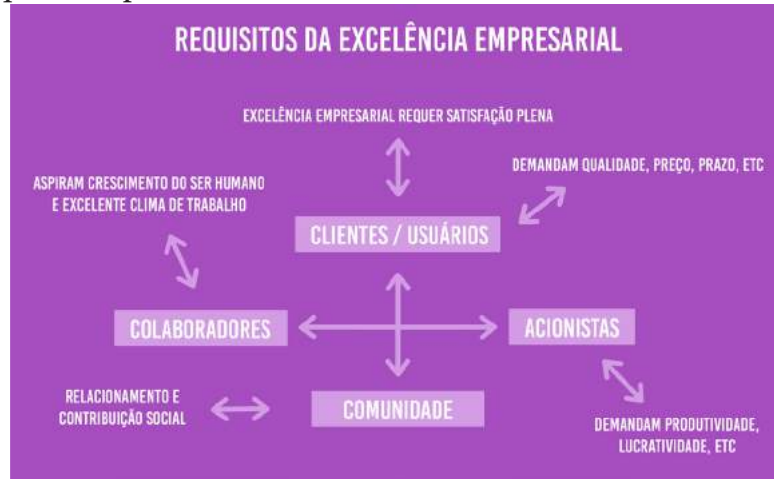 REQUISITOS DA EXCELÊNCIA EMPRESARIAL
EXCELÊNCIA EMPRESARIAL REQUER SATISFAÇÃO PLENA
DEMANDAM QUALIDADE, PREÇO, PRAZO, ETC
ASPIRAM CRESCIMENTO DO SER HUMANO
E EXCELENTE CLIMA DE TRABALHO
CLIENTES / USUÁRIOS
COLABORADORES
ACIONISTAS
RELACIONAMENTO E
CONTRIBUIÇÃO SOCIAL
COMUNIDADE
DEMANDAM PRODUTIVIDADE,
LUCRATIVIDADE, ETC